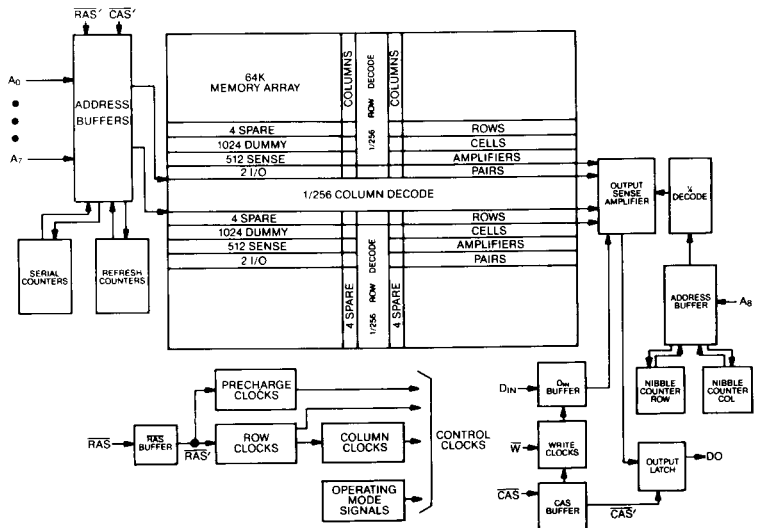 RAS′ CAS′
A0
A7
ADDRESS
BUFFERS
SERIAL
COUNTERS
REFRESH
COUNTERS
64K
MEMORY ARRAY
COLUMNS
1/256 ROW DECODE
COLUMNS
4 SPARE ROWS
1024 DUMMY CELLS
512 SENSE AMPLIFIERS
2 I/O PAIRS
1/256 COLUMN DECODE
4 SPARE ROWS
1024 DUMMY CELLS
512 SENSE AMPLIFIERS
2 I/O PAIRS
4 SPARE
1/256 ROW DECODE
4 SPARE
OUTPUT
SENSE
AMPLIFIER
¼
DECODE
ADDRESS
BUFFER
A8
NIBBLE
COUNTER
ROW
NIBBLE
COUNTER
COL
RAS
RAS
BUFFER
RAS′
PRECHARGE
CLOCKS
ROW
CLOCKS
COLUMN
CLOCKS
OPERATING
MODE
SIGNALS
CONTROL
CLOCKS
DIN
DIN
BUFFER
W
WRITE
CLOCKS
CAS
CAS
BUFFER
CAS′
OUTPUT
LATCH
DO